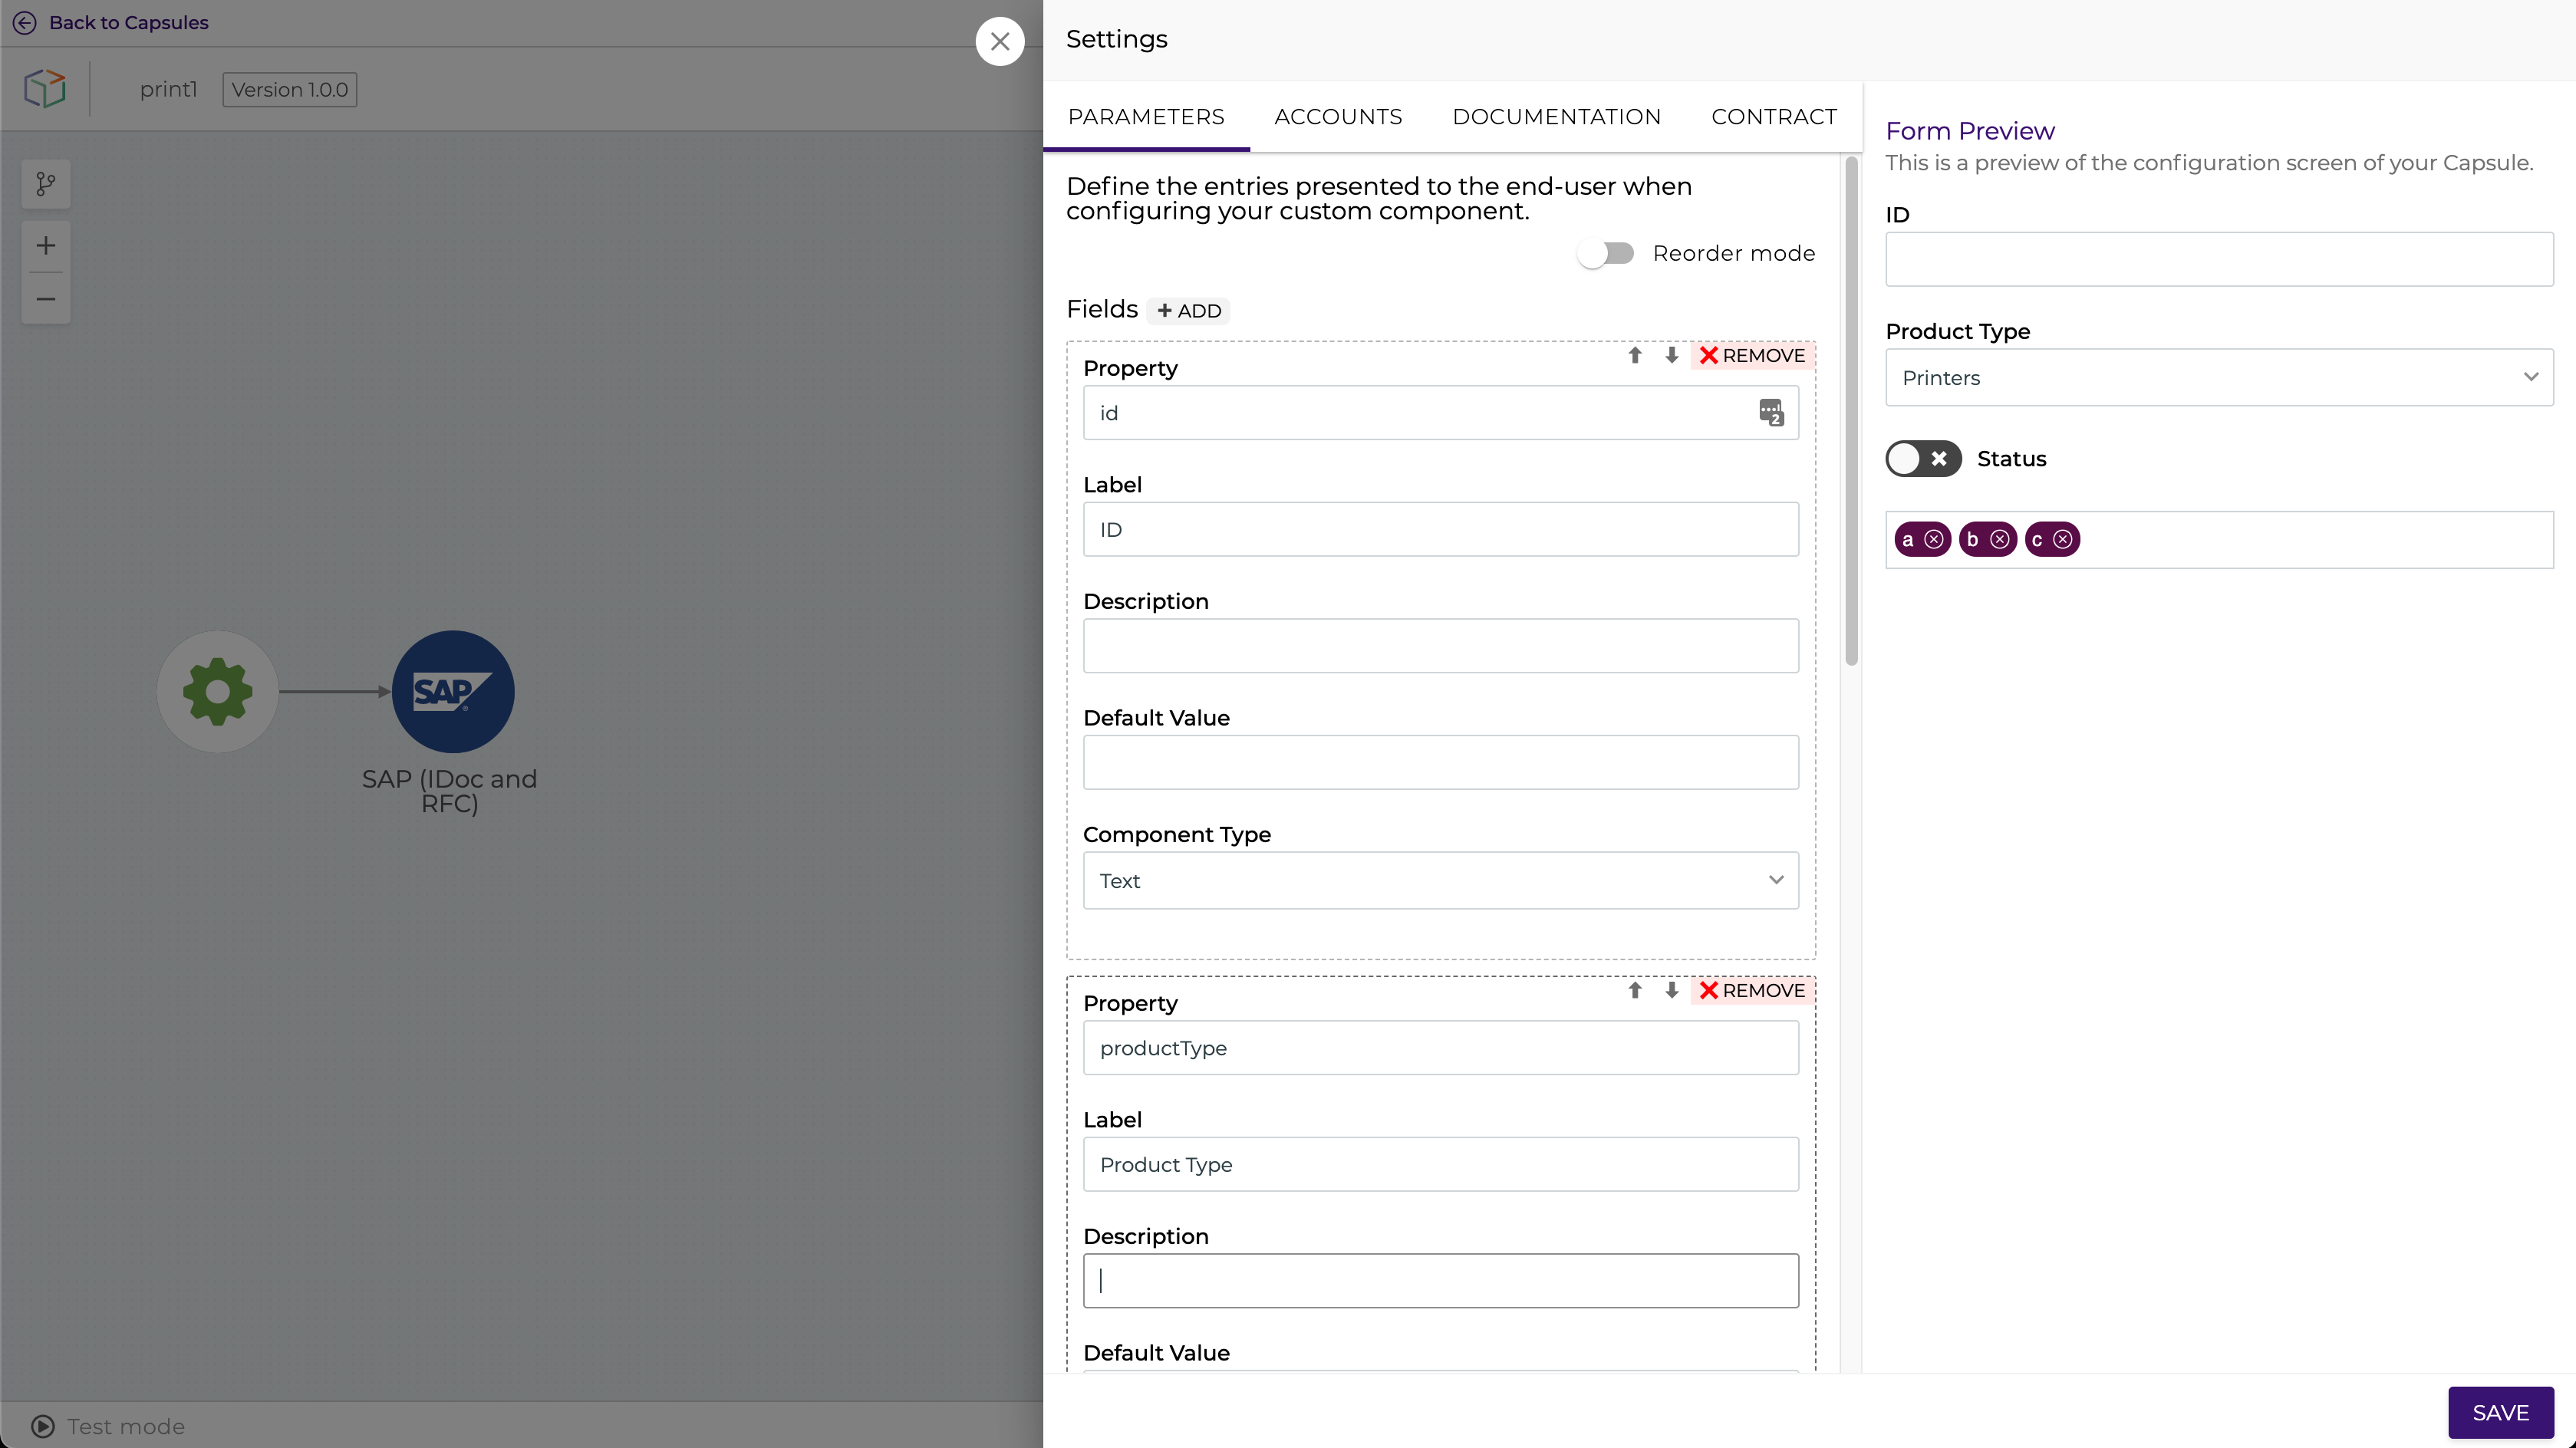 Back to Capsules
print1
Version 1.0.0
SAP
SAP (IDoc and
RFC)
Test mode
Settings
PARAMETERS
ACCOUNTS
DOCUMENTATION
CONTRACT
Define the entries presented to the end-user when
configuring your custom component.
Reorder mode
Fields
+ ADD
REMOVE
Property
id
2
Label
ID
Description
Default Value
Component Type
Text
REMOVE
Property
productType
Label
Product Type
Description
Default Value
Form Preview
This is a preview of the configuration screen of your Capsule.
ID
Product Type
Printers
Status
a
b
c
SAVE